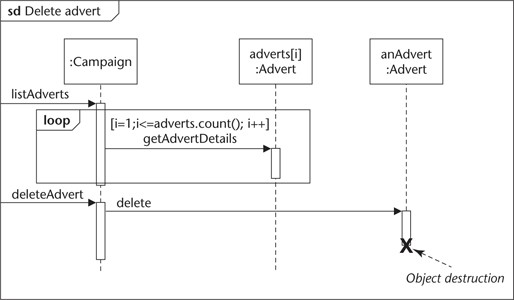 sd Delete advert
:Campaign
adverts[i]
:Advert
anAdvert
:Advert
listAdverts
loop
[i=1;i<=adverts.count(); i++]
getAdvertDetails
deleteAdvert
delete
Object destruction